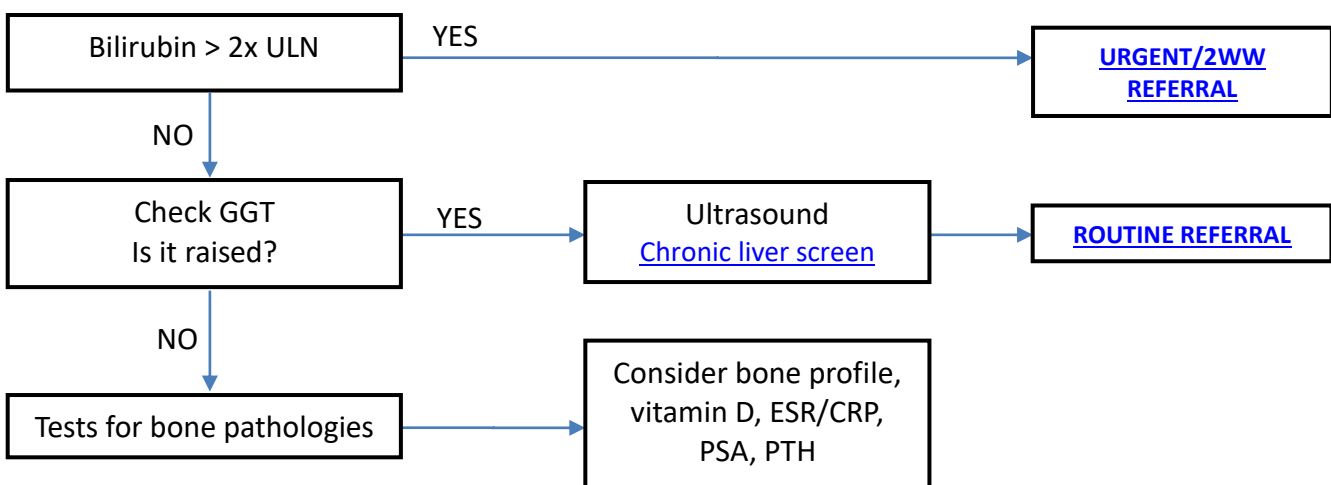 Bilirubin > 2x ULN
YES
URGENT/2WW
REFERRAL
NO
Check GGT
Is it raised?
YES
Ultrasound
Chronic liver screen
ROUTINE REFERRAL
NO
Tests for bone pathologies
Consider bone profile,
vitamin D, ESR/CRP,
PSA, PTH